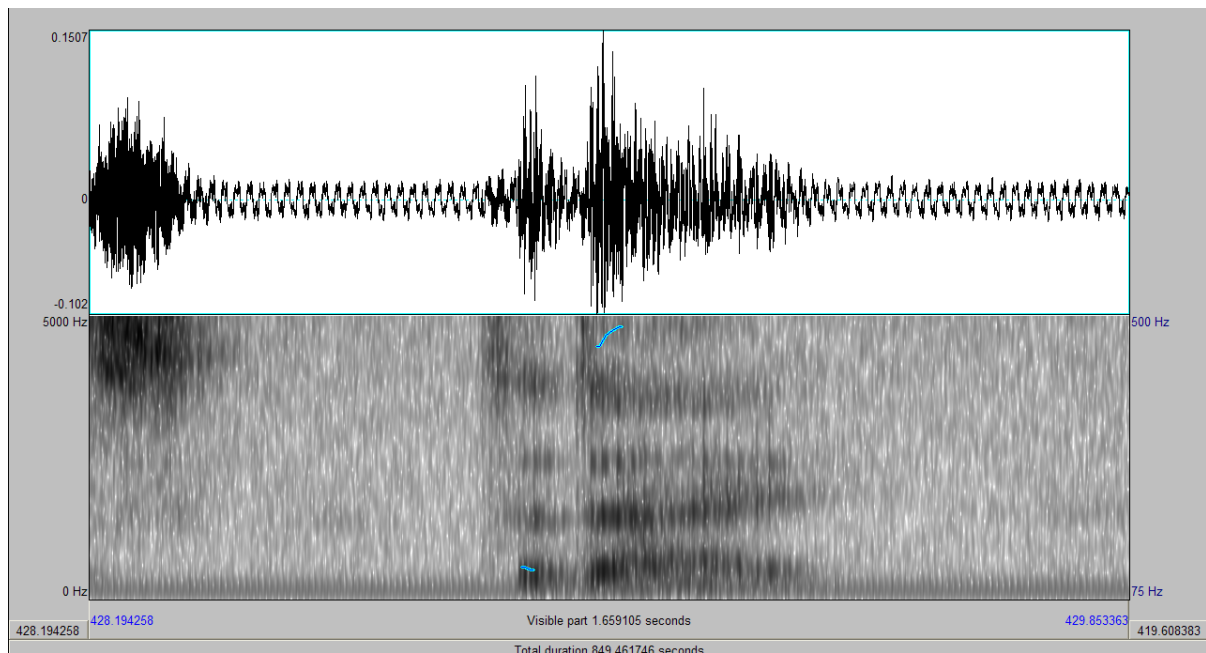 0.1507
0
-0.102
5000 Hz 500 Hz
0 Hz 75 Hz
428.194258 Visible part 1.659105 seconds 429.853363
428.194258 419.608383
Total duration 849.461746 seconds